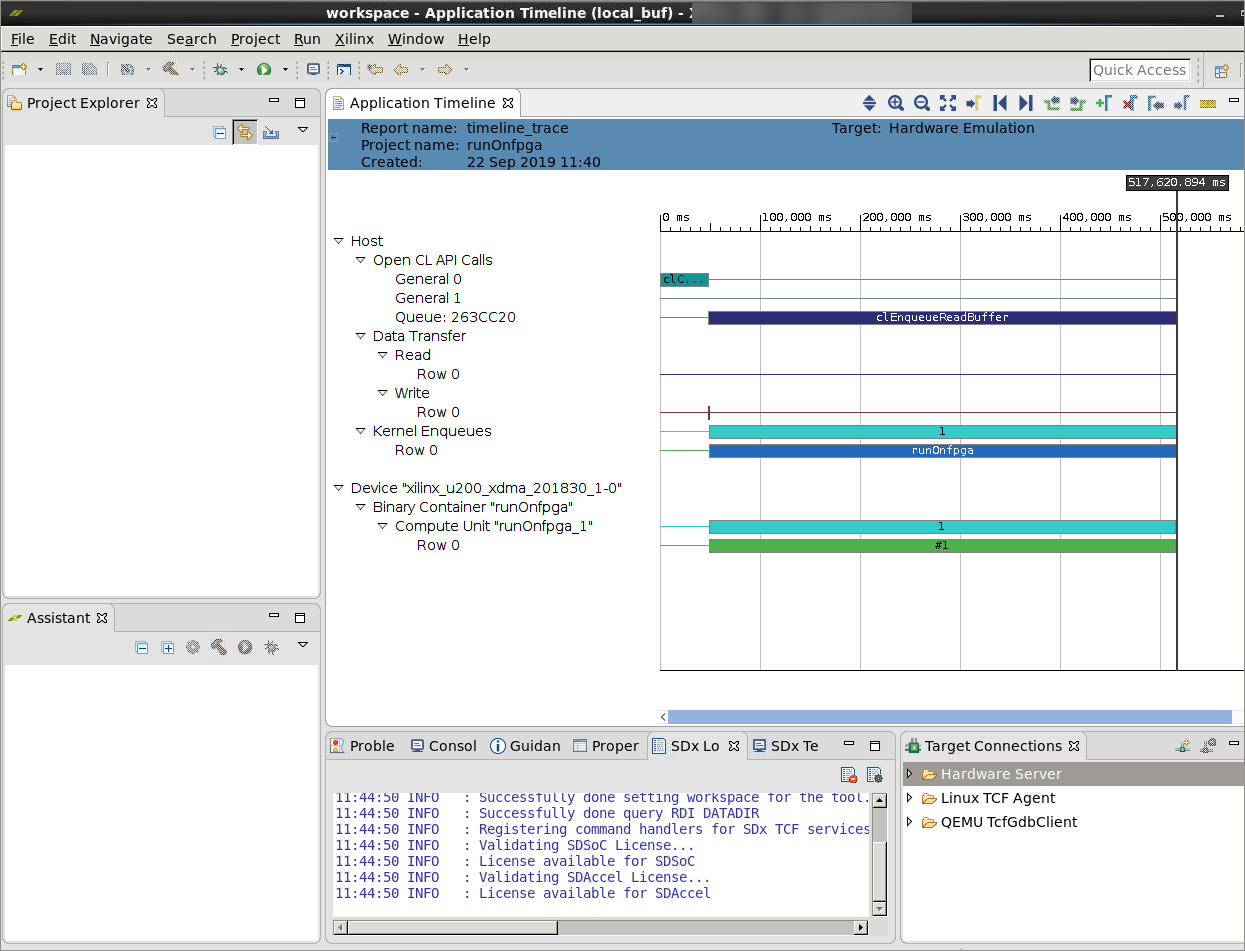 workspace - Application Timeline (local_buf) -
File Edit Navigate Search Project Run Xilinx Window Help
Quick Access
Project Explorer
Application Timeline
Report name: timeline_trace Target: Hardware Emulation
Project name: runOnfpga
Created: 22 Sep 2019 11:40
517,620.894 ms
0 ms 100,000 ms 200,000 ms 300,000 ms 400,000 ms 500,000 ms
Host
Open CL API Calls
General 0 clC...
General 1
Queue: 263CC20 clEnqueueReadBuffer
Data Transfer
Read
Row 0
Write
Row 0
Kernel Enqueues 1
Row 0 runOnfpga
Device "xilinx_u200_xdma_201830_1-0"
Binary Container "runOnfpga"
Compute Unit "runOnfpga_1" 1
Row 0 #1
Assistant
Proble Consol Guidan Proper SDx Lo SDx Te
11:44:50 INFO : Successfully done setting workspace for the tool.
11:44:50 INFO : Successfully done query RDI DATADIR
11:44:50 INFO : Registering command handlers for SDx TCF services
11:44:50 INFO : Validating SDSoC License...
11:44:50 INFO : License available for SDSoC
11:44:50 INFO : Validating SDAccel License...
11:44:50 INFO : License available for SDAccel
Target Connections
Hardware Server
Linux TCF Agent
QEMU TcfGdbClient